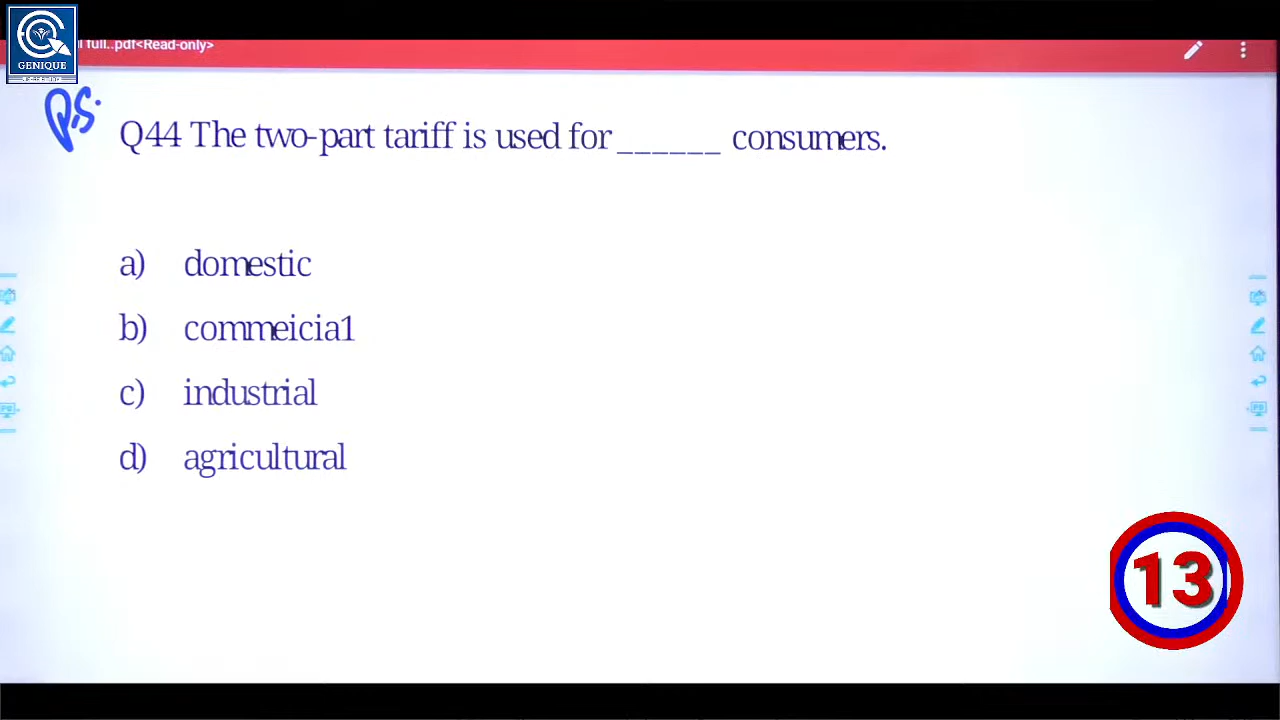 GENIQUE
l full..pdf<Read-only>
P.S.
Q44 The two-part tariff is used for ______ consumers.
a) domestic
b) commeicia1
c) industrial
d) agricultural
13